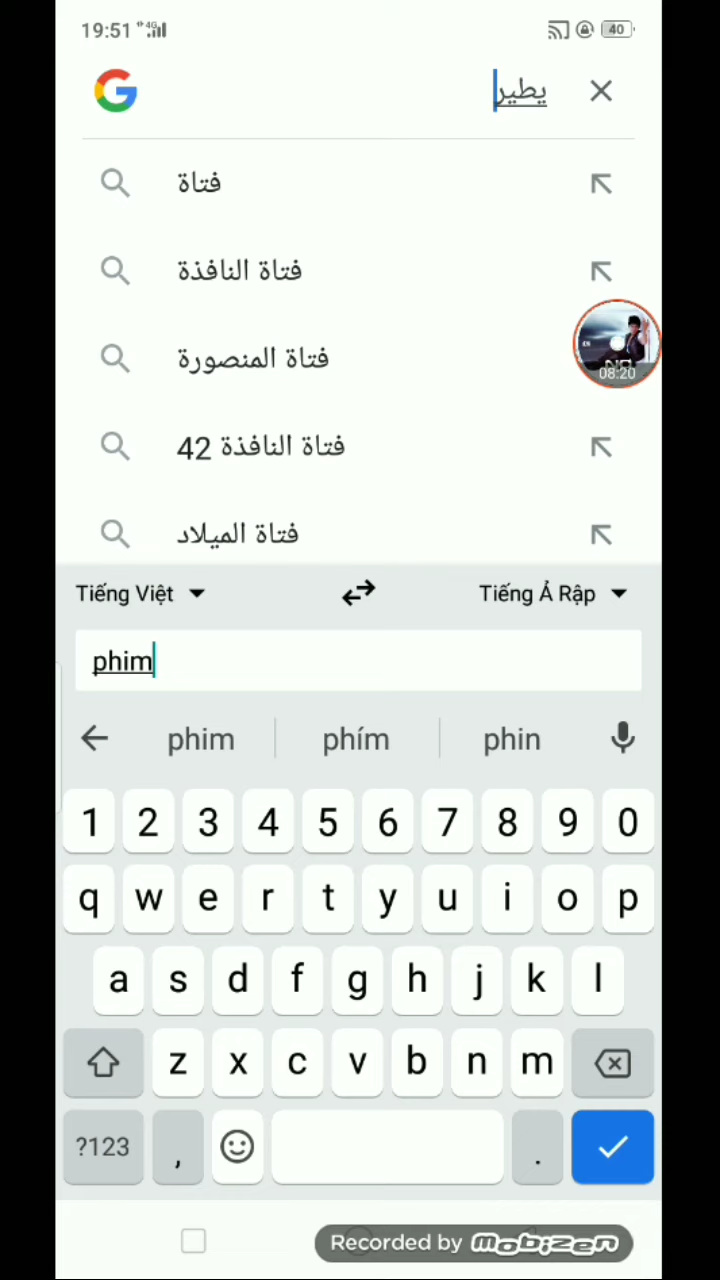 19:51 4G 40
يطير
فتاة
فتاة النافذة
فتاة المنصورة
08:20
فتاة النافذة 42
فتاة الميلاد
Tiếng Việt Tiếng Ả Rập
phim
phim phím phin
1 2 3 4 5 6 7 8 9 0
q w e r t y u i o p
a s d f g h j k l
z x c v b n m
?123 , .
Recorded by mobizen